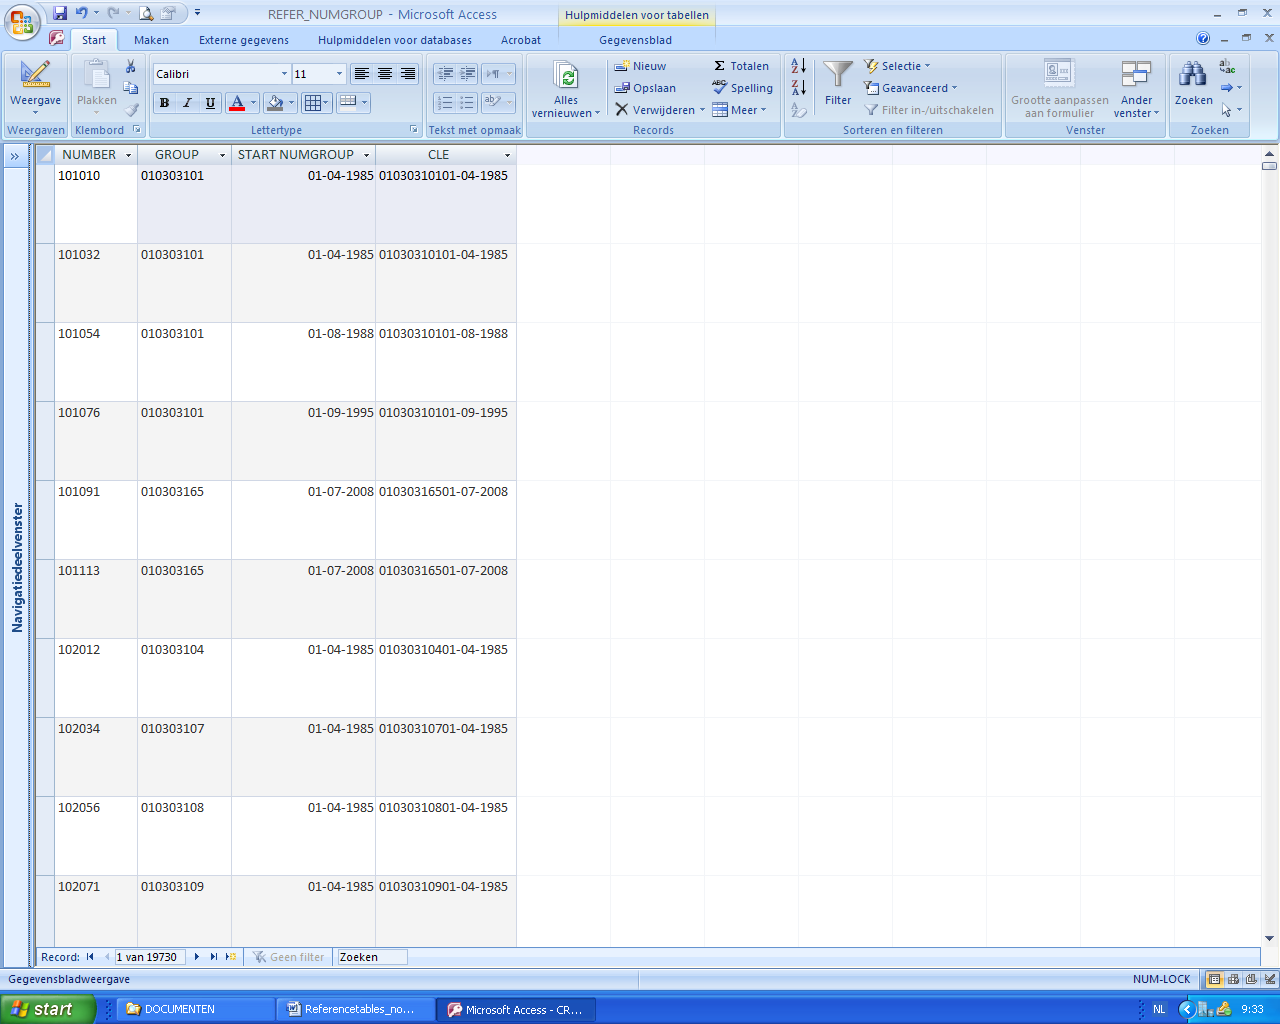 REFER_NUMGROUP - Microsoft Access
Hulpmiddelen voor tabellen
Start Maken Externe gegevens Hulpmiddelen voor databases Acrobat Gegevensblad
Weergave
Weergaven
Plakken
Klembord
Calibri 11
B I U A
Lettertype
Tekst met opmaak
Alles vernieuwen
Nieuw
Opslaan
Verwijderen
Totalen
Spelling
Meer
Records
Filter
Selectie
Geavanceerd
Filter in-/uitschakelen
Sorteren en filteren
Grootte aanpassen aan formulier
Ander venster
Venster
Zoeken
Zoeken
Navigatiedeelvenster
NUMBER GROUP START NUMGROUP CLE
101010 010303101 01-04-1985 01030310101-04-1985
101032 010303101 01-04-1985 01030310101-04-1985
101054 010303101 01-08-1988 01030310101-08-1988
101076 010303101 01-09-1995 01030310101-09-1995
101091 010303165 01-07-2008 01030316501-07-2008
101113 010303165 01-07-2008 01030316501-07-2008
102012 010303104 01-04-1985 01030310401-04-1985
102034 010303107 01-04-1985 01030310701-04-1985
102056 010303108 01-04-1985 01030310801-04-1985
102071 010303109 01-04-1985 01030310901-04-1985
Record: 1 van 19730 Geen filter Zoeken
Gegevensbladweergave NUM-LOCK
start DOCUMENTEN Referencetables_no... Microsoft Access - CR... NL 9:33